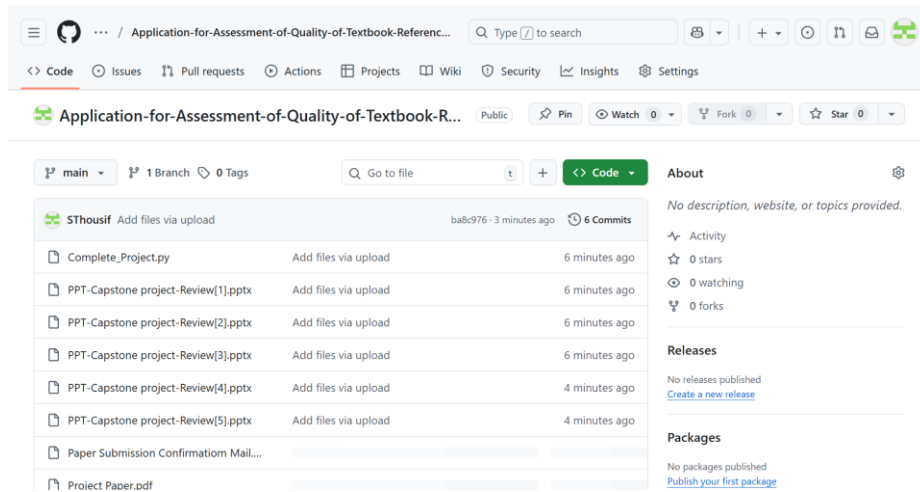 ... / Application-for-Assessment-of-Quality-of-Textbook-Referenc... Type / to search
Code Issues Pull requests Actions Projects Wiki Security Insights Settings
Application-for-Assessment-of-Quality-of-Textbook-R... Public Pin Watch 0 Fork 0 Star 0
main 1 Branch 0 Tags Go to file t + Code
SThousif Add files via upload ba8c976 · 3 minutes ago 6 Commits
Complete_Project.py Add files via upload 6 minutes ago
PPT-Capstone project-Review[1].pptx Add files via upload 6 minutes ago
PPT-Capstone project-Review[2].pptx Add files via upload 6 minutes ago
PPT-Capstone project-Review[3].pptx Add files via upload 6 minutes ago
PPT-Capstone project-Review[4].pptx Add files via upload 4 minutes ago
PPT-Capstone project-Review[5].pptx Add files via upload 4 minutes ago
Paper Submission Confirmatiom Mail....
Project Paper.pdf
About
No description, website, or topics provided.
Activity
0 stars
0 watching
0 forks
Releases
No releases published
Create a new release
Packages
No packages published
Publish your first package